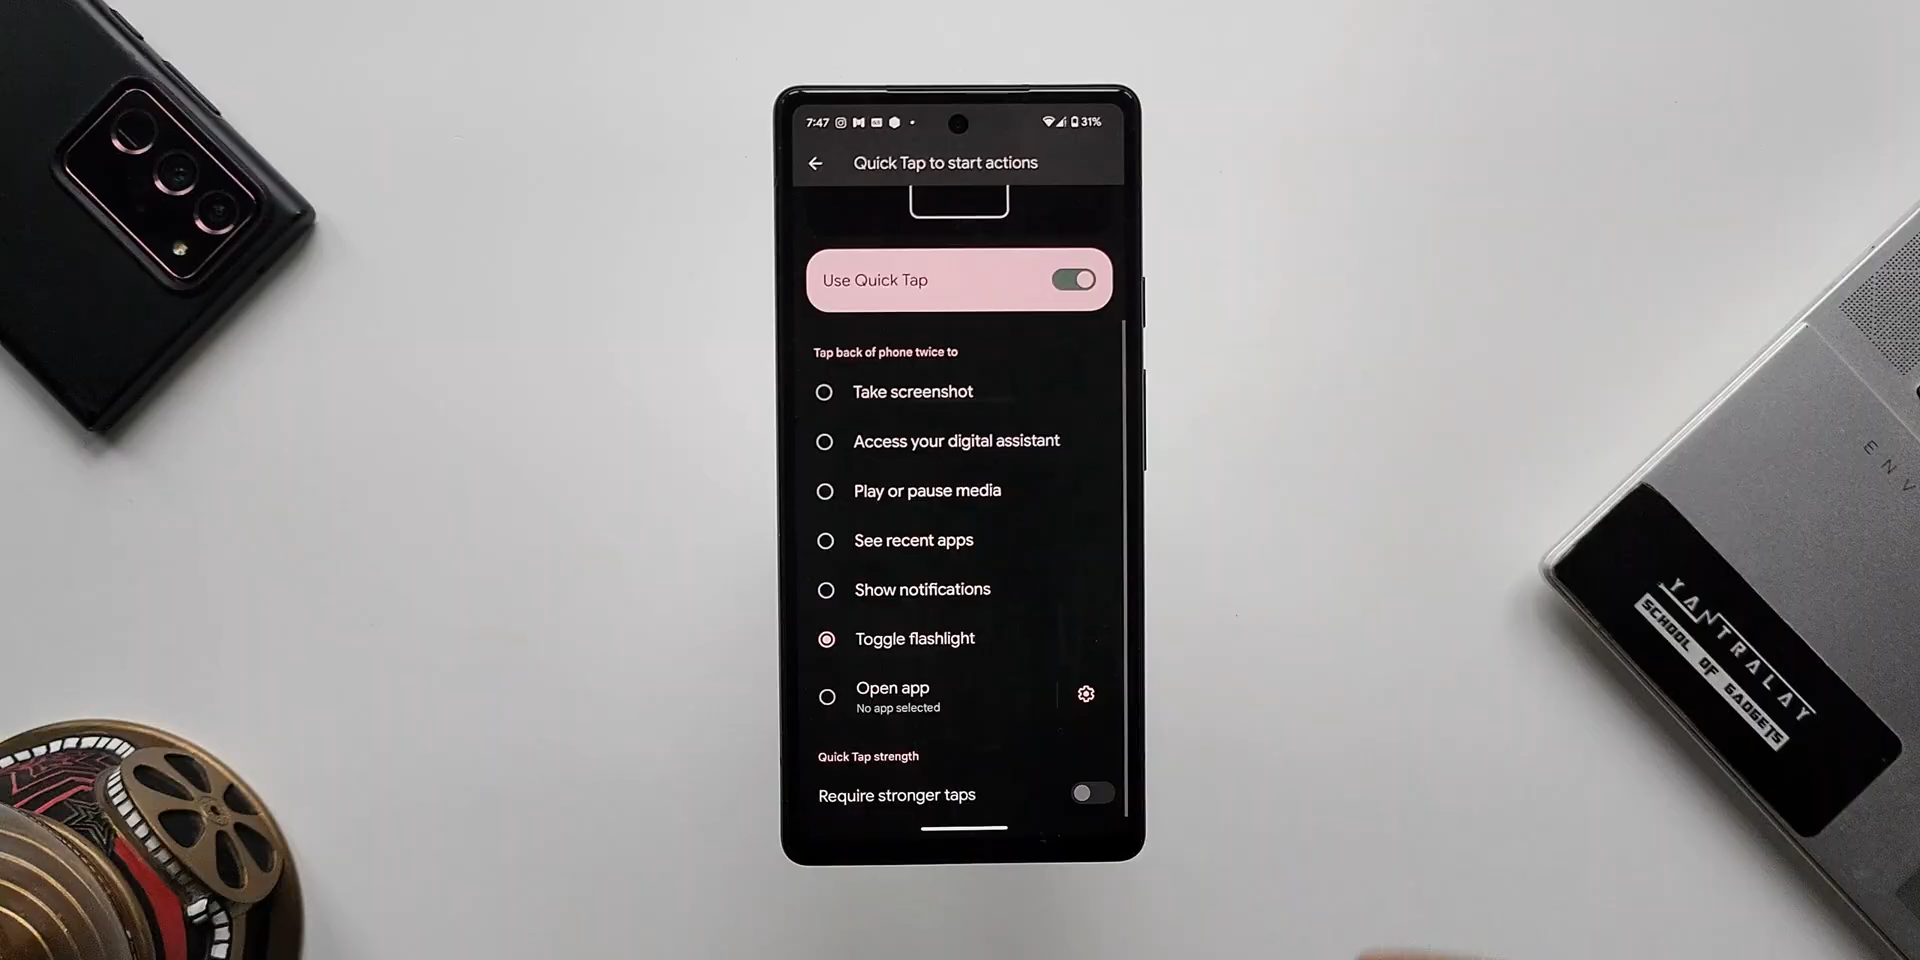 7:47
31%
Quick Tap to start actions
Use Quick Tap
Tap back of phone twice to
Take screenshot
Access your digital assistant
Play or pause media
See recent apps
Show notifications
Toggle flashlight
Open app
No app selected
Quick Tap strength
Require stronger taps
ENV
YANTRALAY
SCHOOL OF GADGETS